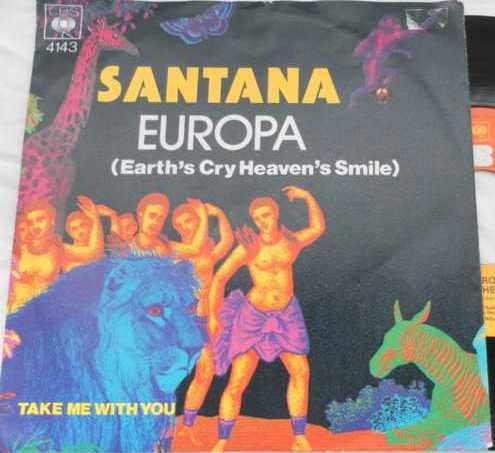 CBS
4143
SANTANA
EUROPA
(Earth's Cry Heaven's Smile)
TAKE ME WITH YOU